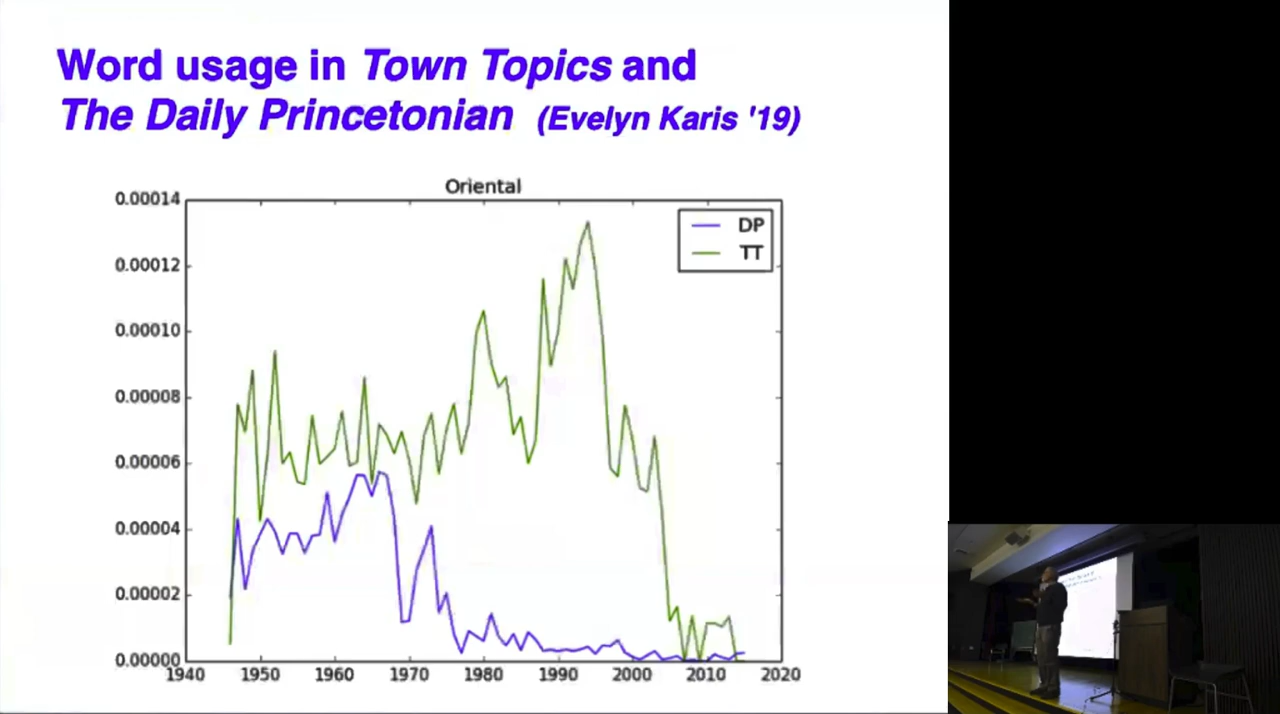 Word usage in Town Topics and
The Daily Princetonian (Evelyn Karis '19)
Oriental
0.00014
0.00012
0.00010
0.00008
0.00006
0.00004
0.00002
0.00000
DP
TT
1940 1950 1960 1970 1980 1990 2000 2010 2020